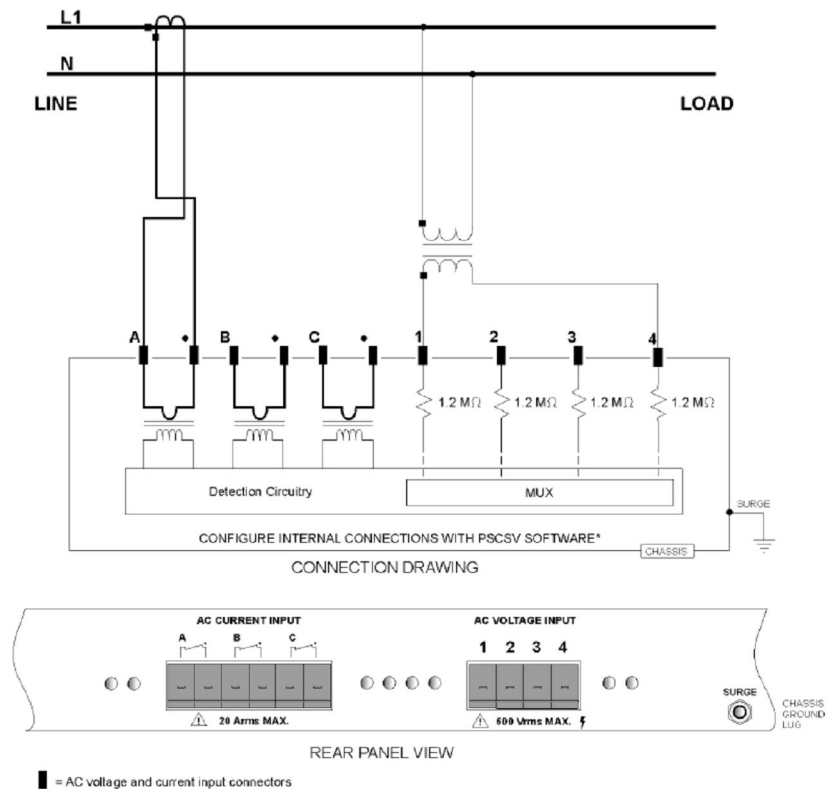 L1
N
LINE LOAD
A • B • C • 1 2 3 4
1.2 MΩ 1.2 MΩ 1.2 MΩ 1.2 MΩ
Detection Circuitry MUX
SURGE
CONFIGURE INTERNAL CONNECTIONS WITH PSCSV SOFTWARE*
CHASSIS
CONNECTION DRAWING
AC CURRENT INPUT AC VOLTAGE INPUT
A B C 1 2 3 4
SURGE
CHASSIS
GROUND
LUG
20 Arms MAX. 600 Vrms MAX.
REAR PANEL VIEW
= AC voltage and current input connectors